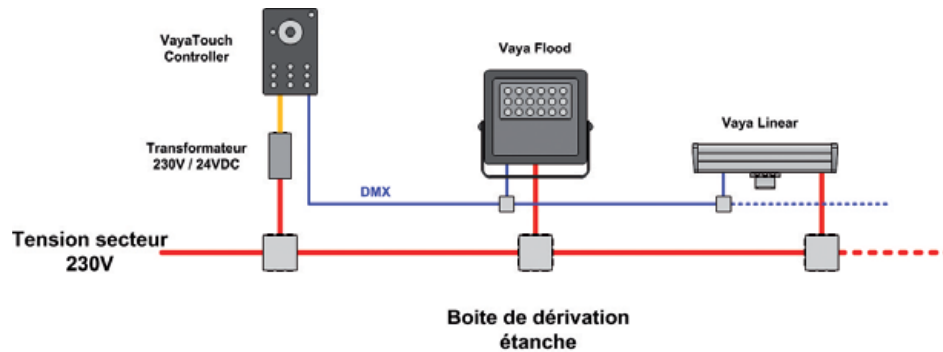 VayaTouch
Controller
Vaya Flood
Vaya Linear
Transformateur
230V / 24VDC
DMX
Tension secteur
230V
Boite de dérivation
étanche